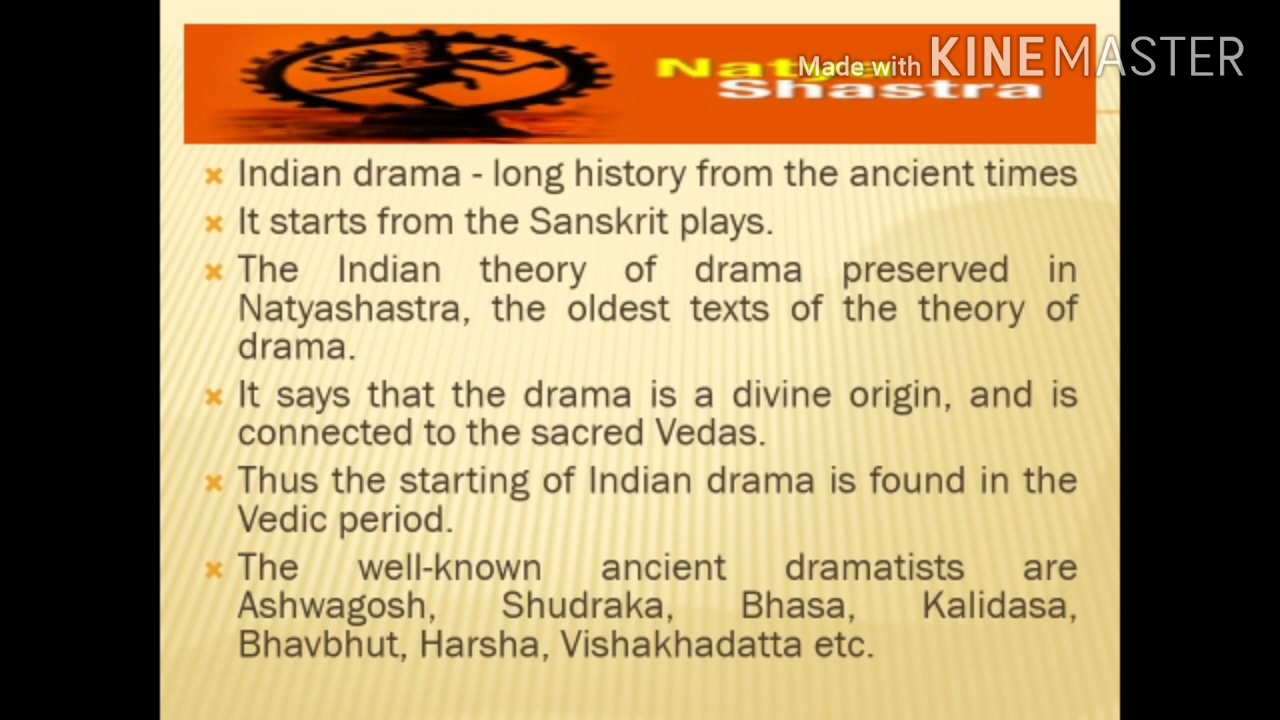 Made with KINEMASTER
Natya
Shastra
Indian drama - long history from the ancient times
It starts from the Sanskrit plays.
The Indian theory of drama preserved in
Natyashastra, the oldest texts of the theory of
drama.
It says that the drama is a divine origin, and is
connected to the sacred Vedas.
Thus the starting of Indian drama is found in the
Vedic period.
The well-known ancient dramatists are
Ashwagosh, Shudraka, Bhasa, Kalidasa,
Bhavbhut, Harsha, Vishakhadatta etc.